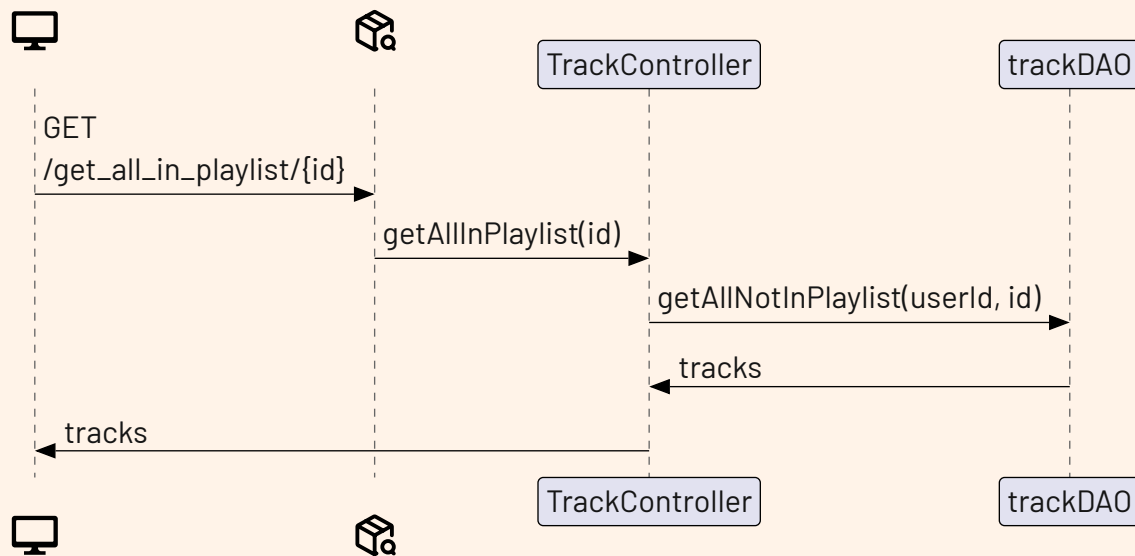 TrackController
trackDAO
GET
/get_all_in_playlist/{id}
getAllInPlaylist(id)
getAllNotInPlaylist(userId, id)
tracks
tracks
TrackController
trackDAO